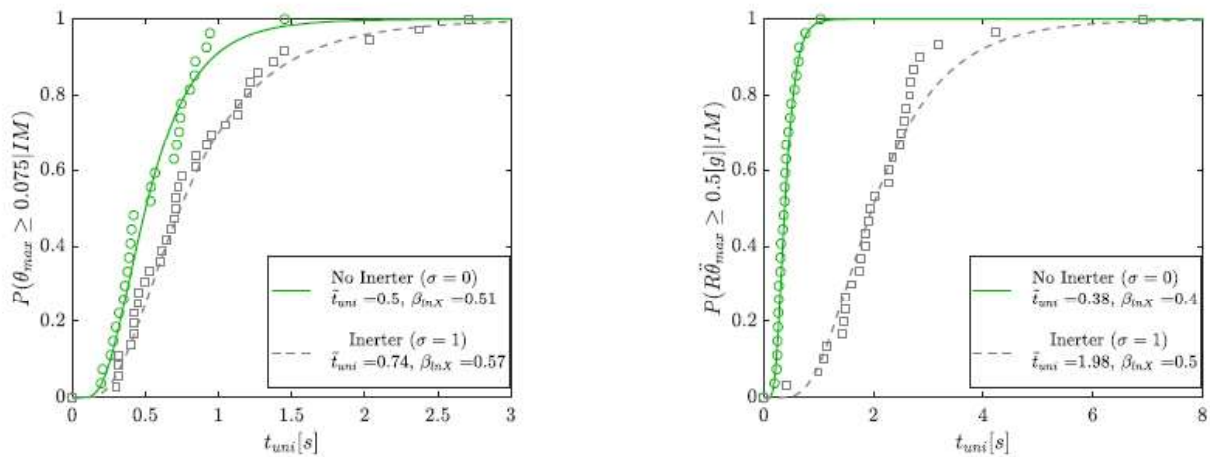 P(θ_max ≥ 0.075|IM)
1
0.8
0.6
0.4
0.2
0
0 0.5 1 1.5 2 2.5 3
t_uni[s]
No Inerter (σ = 0)
t̃_uni =0.5, β_lnX =0.51
Inerter (σ = 1)
t̃_uni =0.74, β_lnX =0.57
P(Rθ̈_max ≥ 0.5[g]|IM)
1
0.8
0.6
0.4
0.2
0
0 2 4 6 8
t_uni[s]
No Inerter (σ = 0)
t̃_uni =0.38, β_lnX =0.4
Inerter (σ = 1)
t̃_uni =1.98, β_lnX =0.5